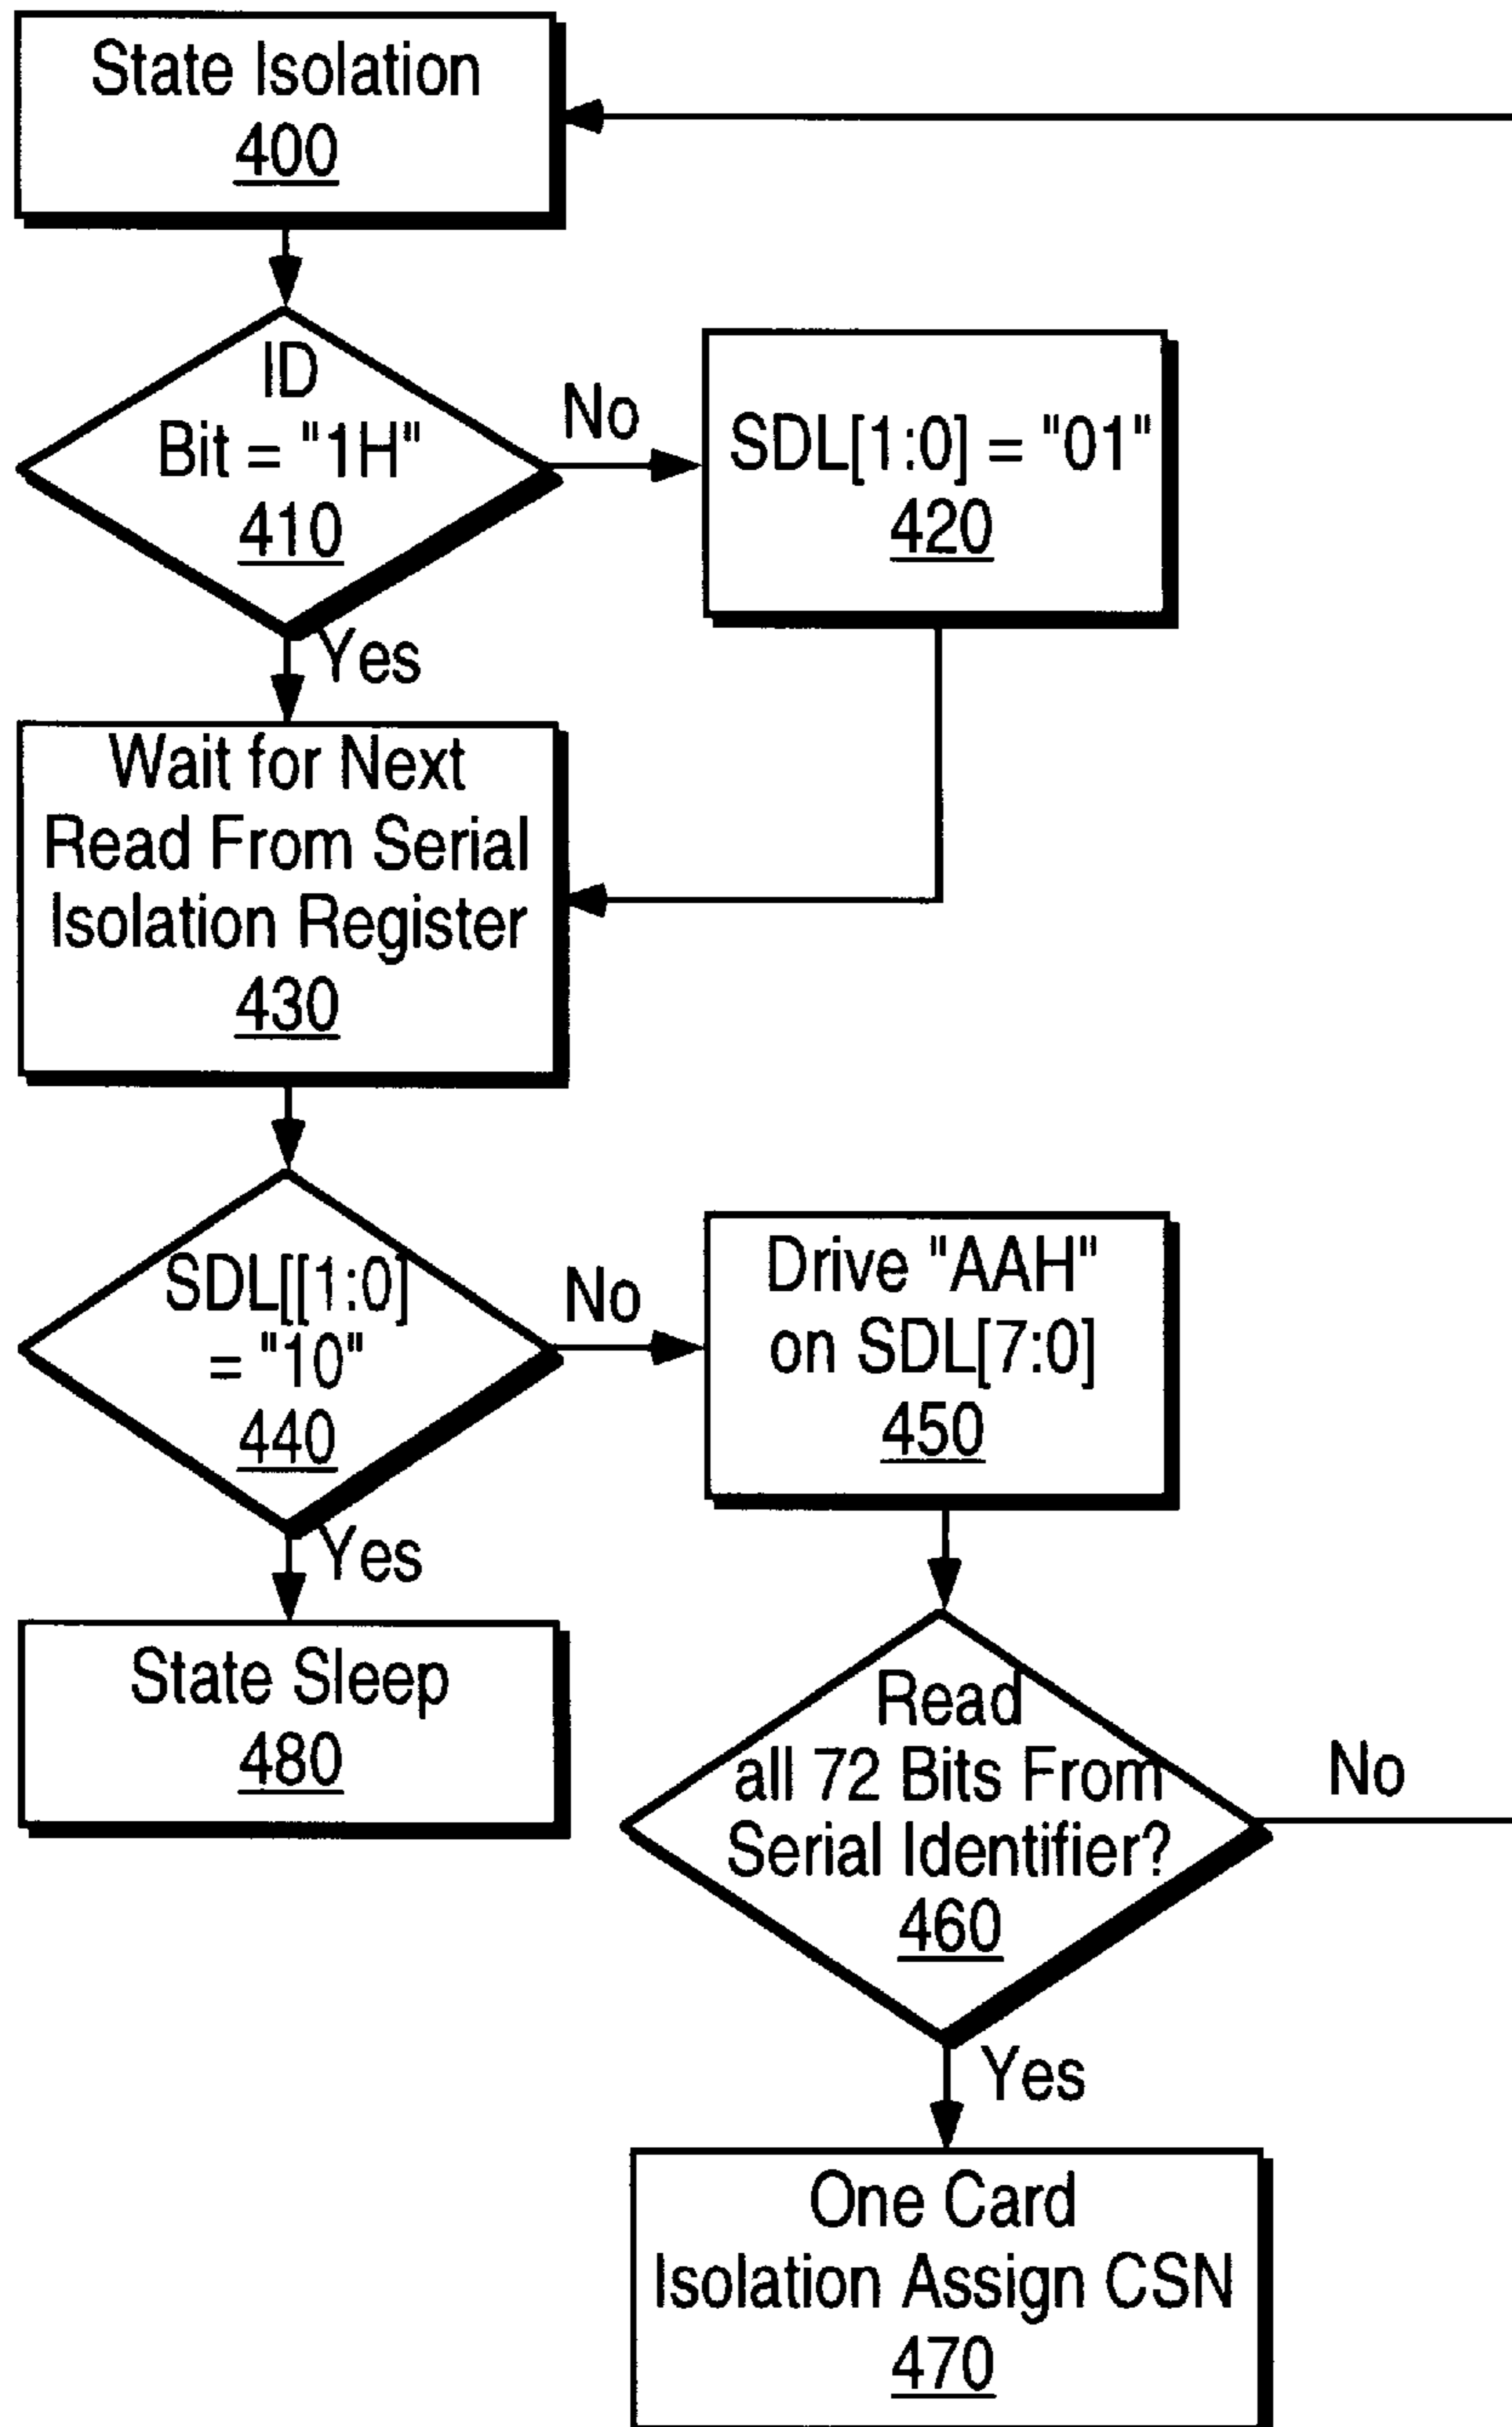 State Isolation
400
ID
Bit = "1H"
410
No
SDL[1:0] = "01"
420
Yes
Wait for Next
Read From Serial
Isolation Register
430
SDL[[1:0]
= "10"
440
No
Drive "AAH"
on SDL[7:0]
450
Yes
State Sleep
480
Read
all 72 Bits From
Serial Identifier?
460
No
Yes
One Card
Isolation Assign CSN
470